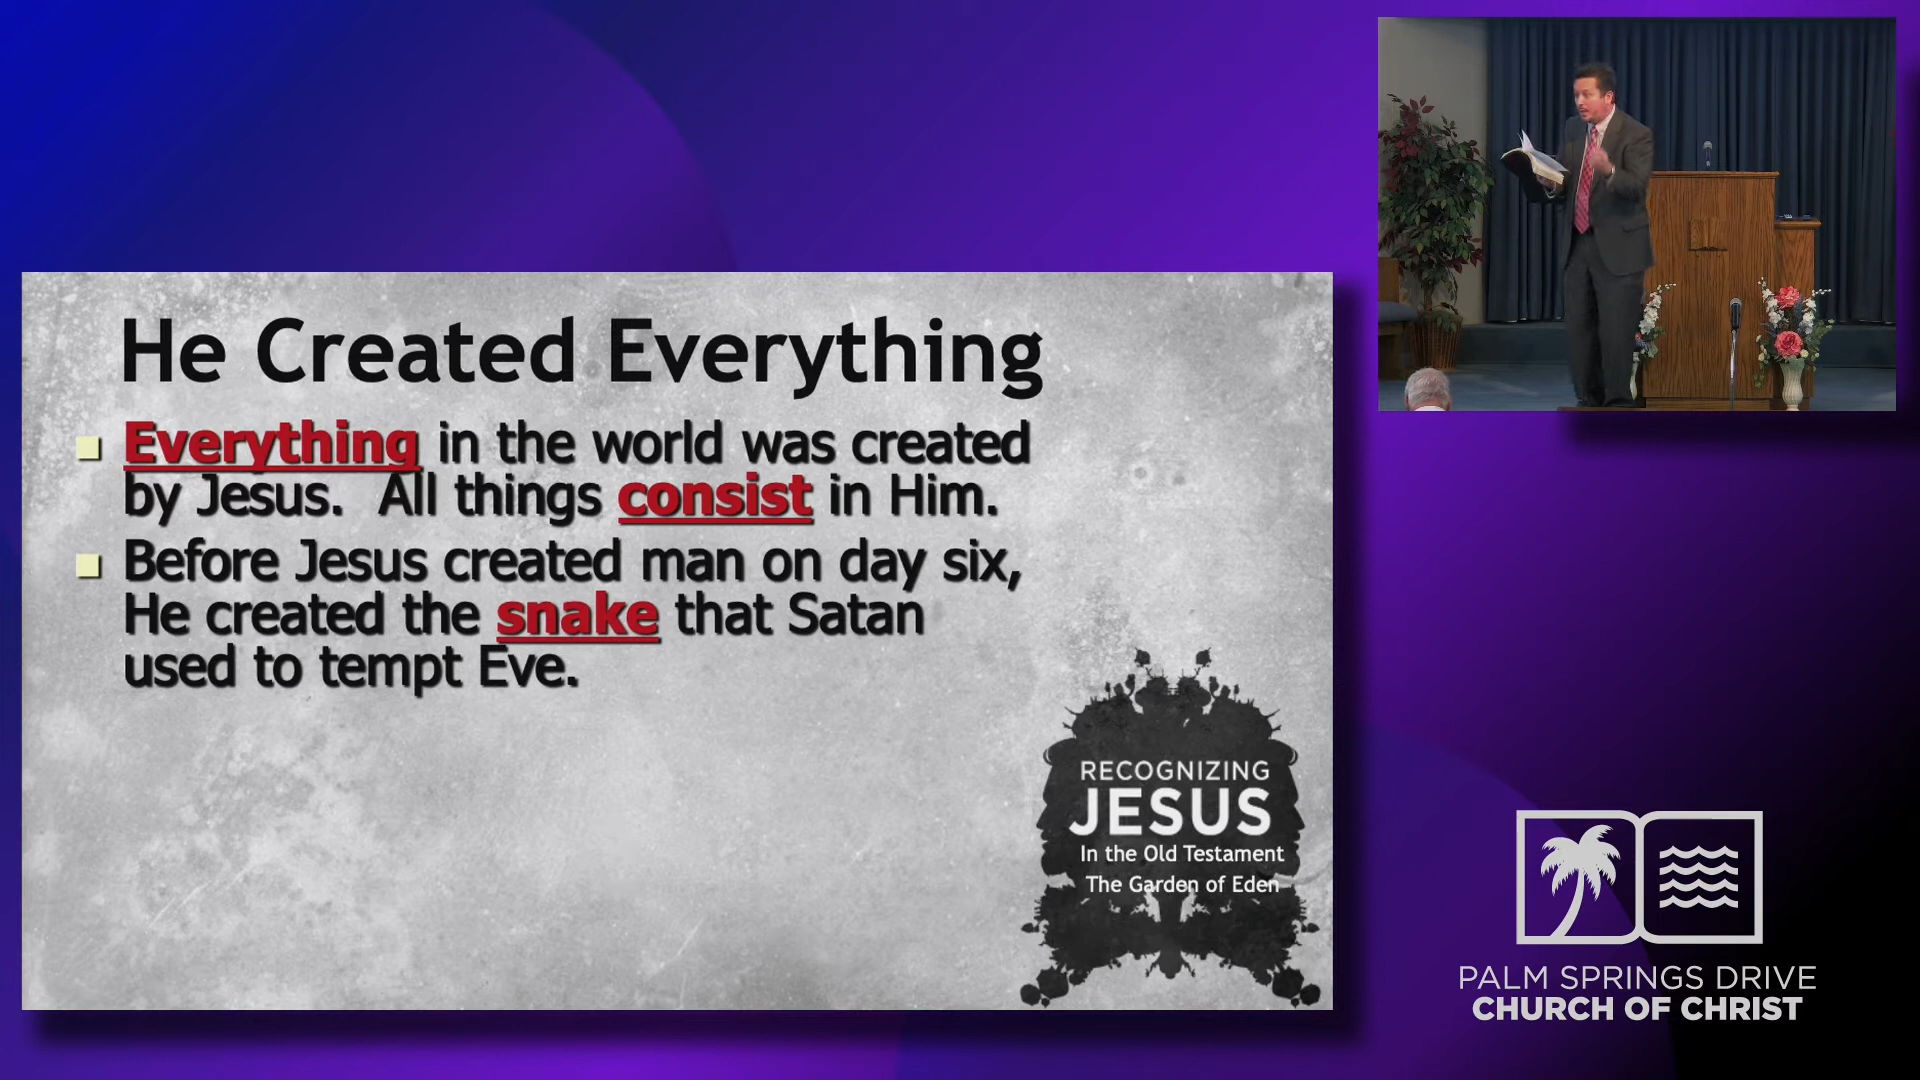 He Created Everything
Everything in the world was created
by Jesus. All things consist in Him.
Before Jesus created man on day six,
He created the snake that Satan
used to tempt Eve.
RECOGNIZING
JESUS
In the Old Testament
The Garden of Eden
PALM SPRINGS DRIVE
CHURCH OF CHRIST